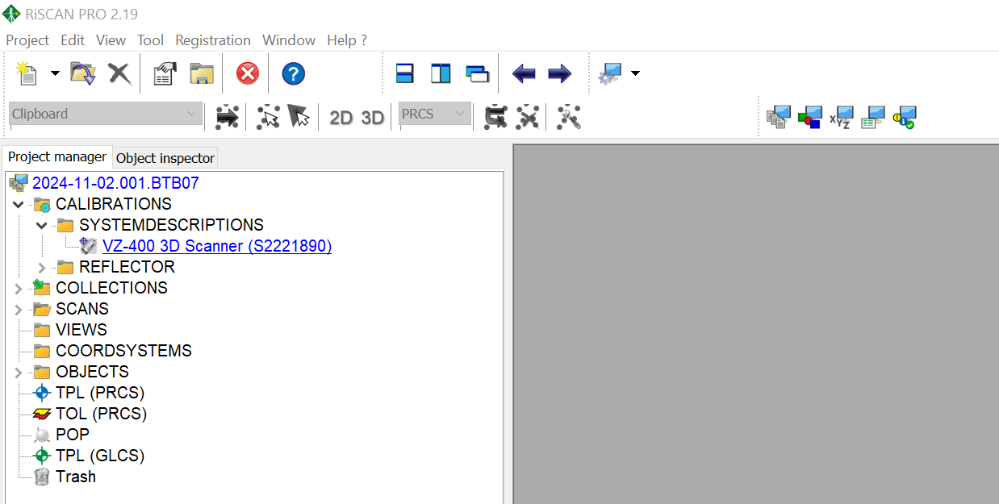 RiSCAN PRO 2.19
Project Edit View Tool Registration Window Help ?
Clipboard 2D 3D PRCS XYZ
Project manager Object inspector
2024-11-02.001.BTB07
CALIBRATIONS
SYSTEMDESCRIPTIONS
VZ-400 3D Scanner (S2221890)
REFLECTOR
COLLECTIONS
SCANS
VIEWS
COORDSYSTEMS
OBJECTS
TPL (PRCS)
TOL (PRCS)
POP
TPL (GLCS)
Trash